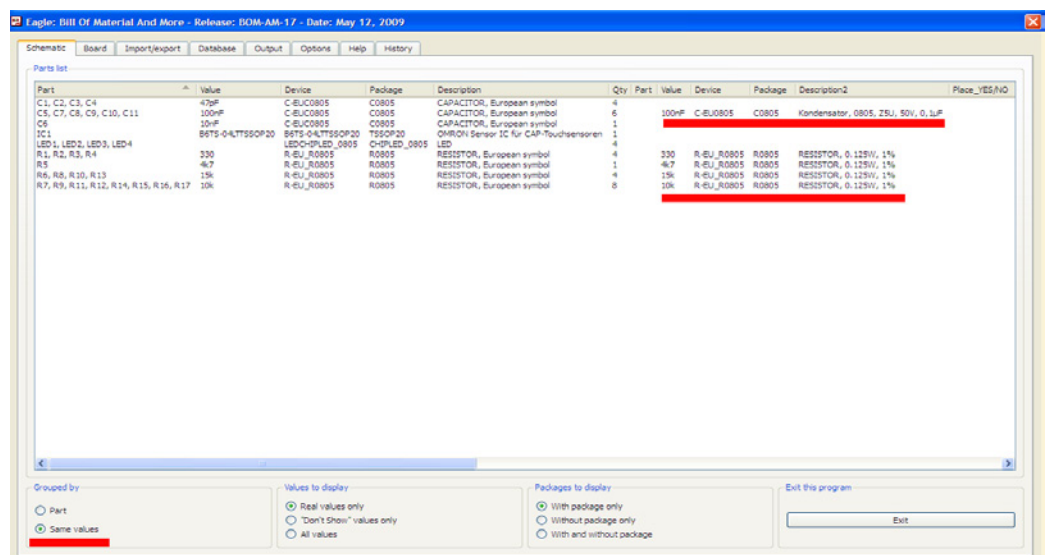 Eagle: Bill Of Material And More - Release: BOM-AM-17 - Date: May 12, 2009
Schematic Board Import/export Database Output Options Help History
Parts list
Part Value Device Package Description Qty Part Value Device Package Description2 Place_YES/NO
C1, C2, C3, C4 47pF C-EUC0805 C0805 CAPACITOR, European symbol 4
C5, C7, C8, C9, C10, C11 100nF C-EUC0805 C0805 CAPACITOR, European symbol 6 100nF C-EU0805 C0805 Kondensator, 0805, Z5U, 50V, 0,1µF
C6 10nF C-EUC0805 C0805 CAPACITOR, European symbol 1
IC1 B6TS-04LTTSSOP20 B6TS-04LTTSSOP20 TSSOP20 OMRON Sensor IC für CAP-Touchsensoren 1
LED1, LED2, LED3, LED4 LEDCHIPLED_0805 CHIPLED_0805 LED 4
R1, R2, R3, R4 330 R-EU_R0805 R0805 RESISTOR, European symbol 4 330 R-EU_R0805 R0805 RESISTOR, 0.125W, 1%
R5 4k7 R-EU_R0805 R0805 RESISTOR, European symbol 1 4k7 R-EU_R0805 R0805 RESISTOR, 0.125W, 1%
R6, R8, R10, R13 15k R-EU_R0805 R0805 RESISTOR, European symbol 4 15k R-EU_R0805 R0805 RESISTOR, 0.125W, 1%
R7, R9, R11, R12, R14, R15, R16, R17 10k R-EU_R0805 R0805 RESISTOR, European symbol 8 10k R-EU_R0805 R0805 RESISTOR, 0.125W, 1%
Grouped by Values to display Packages to display Exit this program
Part Real values only With package only
"Don't Show" values only Without package only Exit
Same values
All values With and without package